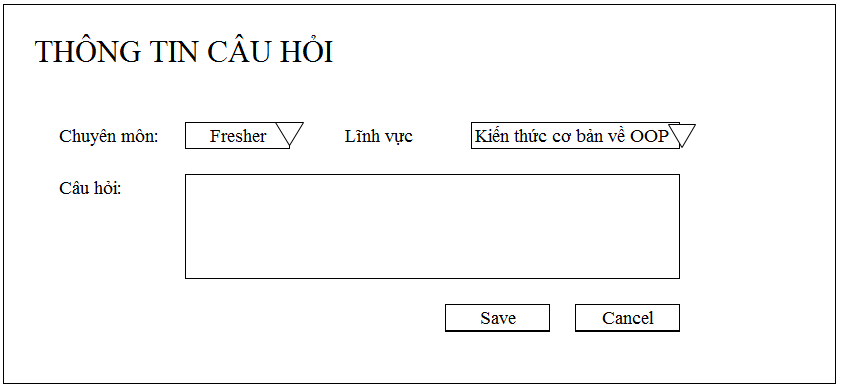 THÔNG TIN CÂU HỎI
Chuyên môn: Fresher Lĩnh vực Kiến thức cơ bản về OOP
Câu hỏi:
Save Cancel